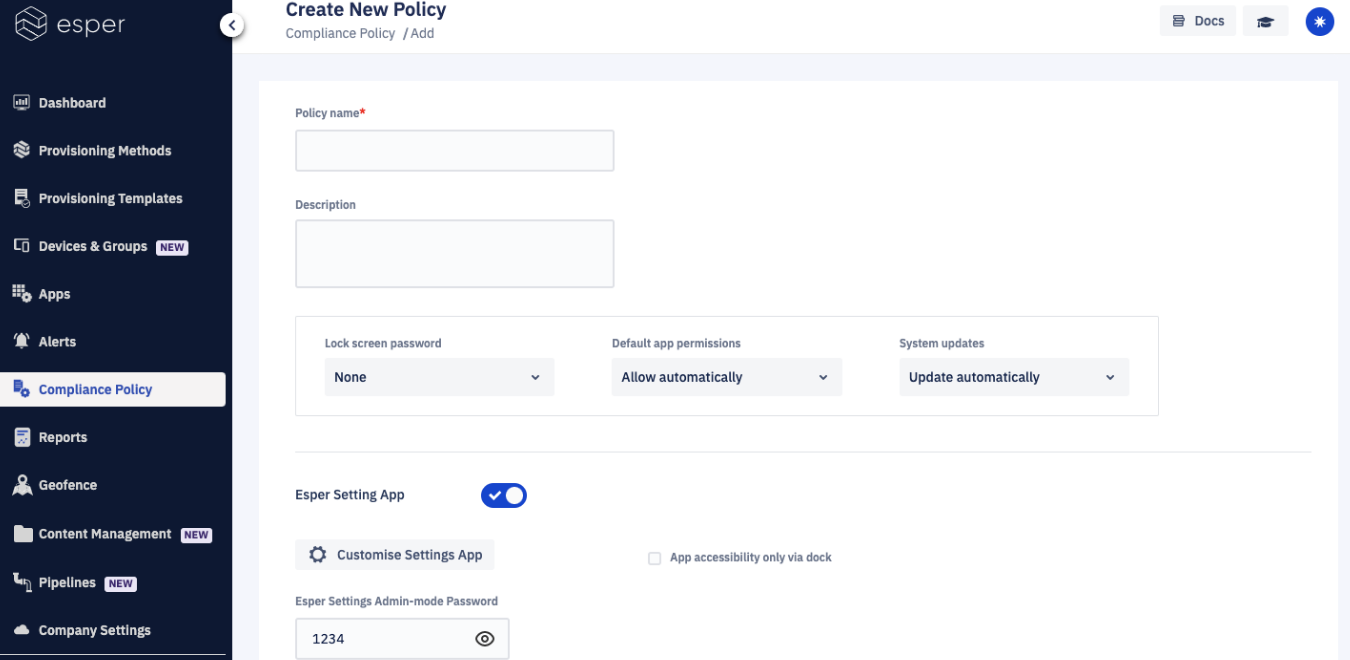 esper
Create New Policy
Compliance Policy / Add
Docs
Dashboard
Provisioning Methods
Provisioning Templates
Devices & Groups NEW
Apps
Alerts
Compliance Policy
Reports
Geofence
Content Management NEW
Pipelines NEW
Company Settings
Policy name*
Description
Lock screen password
None
Default app permissions
Allow automatically
System updates
Update automatically
Esper Setting App
Customise Settings App
App accessibility only via dock
Esper Settings Admin-mode Password
1234